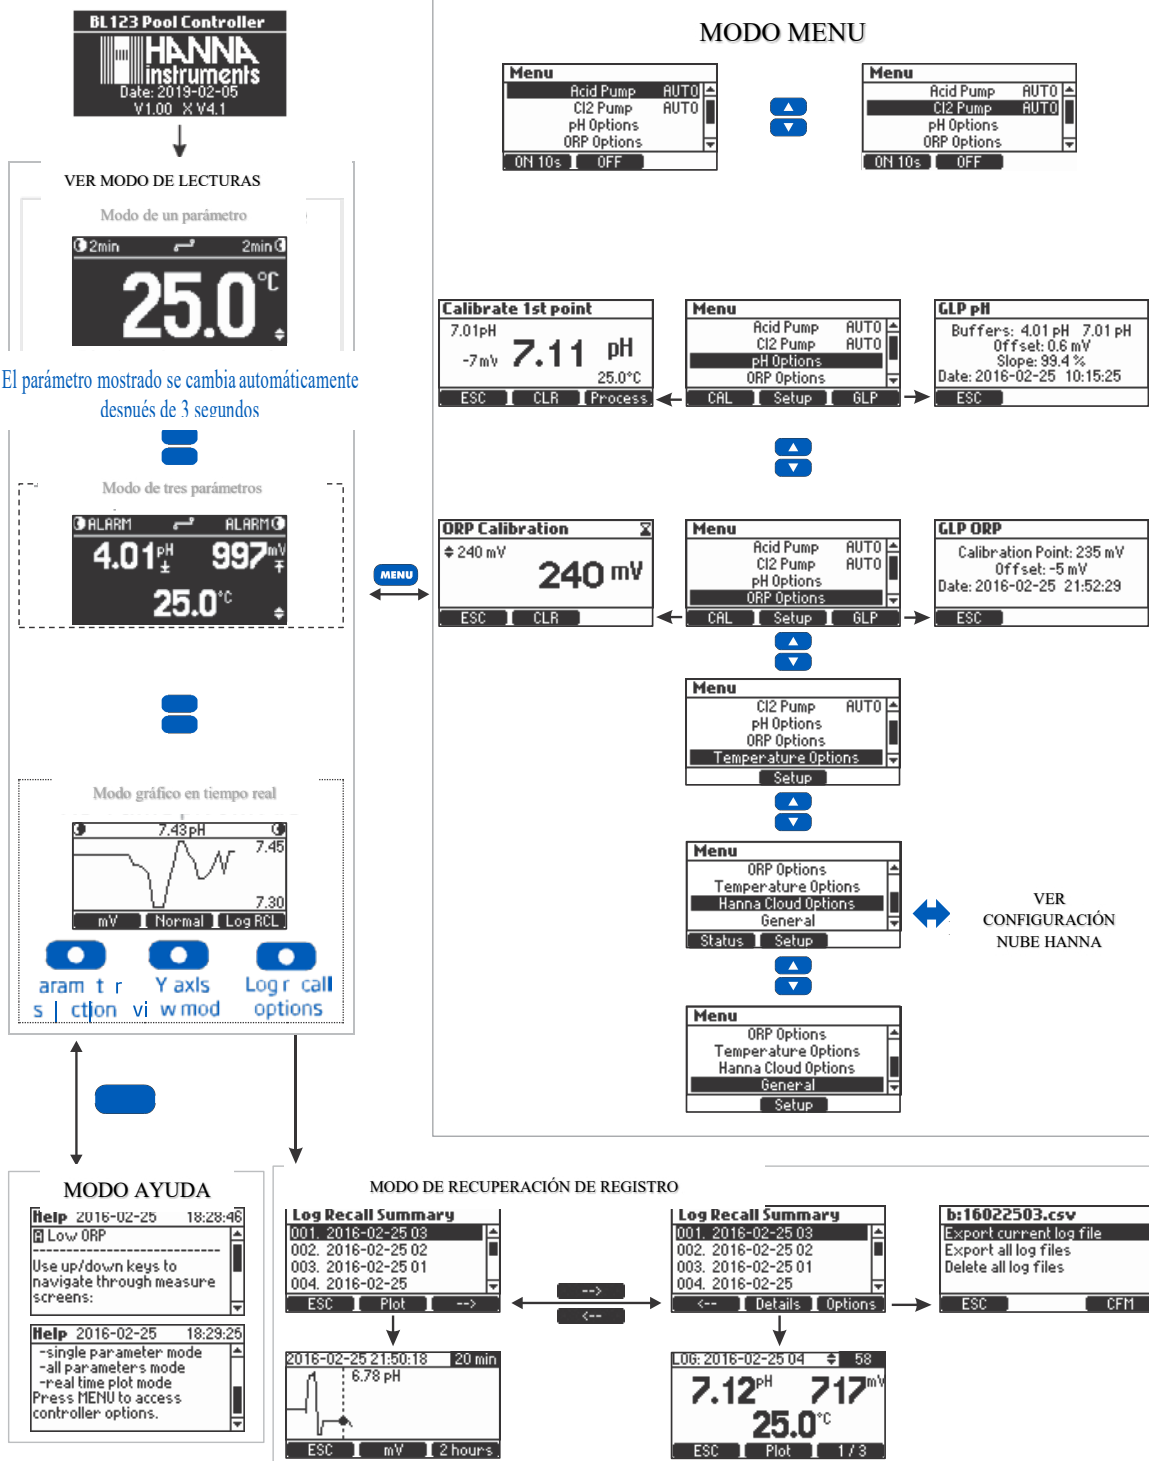 BL123 Pool Controller
HANNA
instruments
Date: 2019-02-05
V1.00 X V4.1
VER MODO DE LECTURAS
Modo de un parámetro
2min 2min
25.0°C
El parámetro mostrado se cambia automáticamente
después de 3 segundos
Modo de tres parámetros
ALARM ALARM
4.01 pH 997 mV
25.0°C
Modo gráfico en tiempo real
7.43pH
7.45
7.30
mV Normal Log RCL
aram t r
s ction
Y axIs
vi w mod
Log r call
options
MENU
MODO MENU
Menu
Acid Pump AUTO
Cl2 Pump AUTO
pH Options
ORP Options
ON 10s OFF
Menu
Acid Pump AUTO
Cl2 Pump AUTO
pH Options
ORP Options
ON 10s OFF
Calibrate 1st point
7.01pH
-7mV 7.11 pH
25.0°C
ESC CLR Process
Menu
Acid Pump AUTO
Cl2 Pump AUTO
pH Options
ORP Options
CAL Setup GLP
GLP pH
Buffers: 4.01 pH 7.01 pH
Offset: 0.6 mV
Slope: 99.4 %
Date: 2016-02-25 10:15:25
ESC
ORP Calibration
240 mV
240 mV
ESC CLR
Menu
Acid Pump AUTO
Cl2 Pump AUTO
pH Options
ORP Options
CAL Setup GLP
GLP ORP
Calibration Point: 235 mV
Offset: -5 mV
Date: 2016-02-25 21:52:29
ESC
Menu
Cl2 Pump AUTO
pH Options
ORP Options
Temperature Options
Setup
Menu
ORP Options
Temperature Options
Hanna Cloud Options
General
Status Setup
VER
CONFIGURACIÓN
NUBE HANNA
Menu
ORP Options
Temperature Options
Hanna Cloud Options
General
Setup
MODO AYUDA
Help 2016-02-25 18:28:46
A Low ORP
----------------------------
Use up/down keys to
navigate through measure
screens:
Help 2016-02-25 18:29:25
-single parameter mode
-all parameters mode
-real time plot mode
Press MENU to access
controller options.
MODO DE RECUPERACIÓN DE REGISTRO
Log Recall Summary
001. 2016-02-25 03
002. 2016-02-25 02
003. 2016-02-25 01
004. 2016-02-25
ESC Plot -->
-->
<--
Log Recall Summary
001. 2016-02-25 03
002. 2016-02-25 02
003. 2016-02-25 01
004. 2016-02-25
<-- Details Options
b:16022503.csv
Export current log file
Export all log files
Delete all log files
ESC CFM
2016-02-25 21:50:18 20 min
6.78 pH
ESC mV 2 hours
LOG: 2016-02-25 04 58
7.12 pH 717 mV
25.0°C
ESC Plot 1 / 3